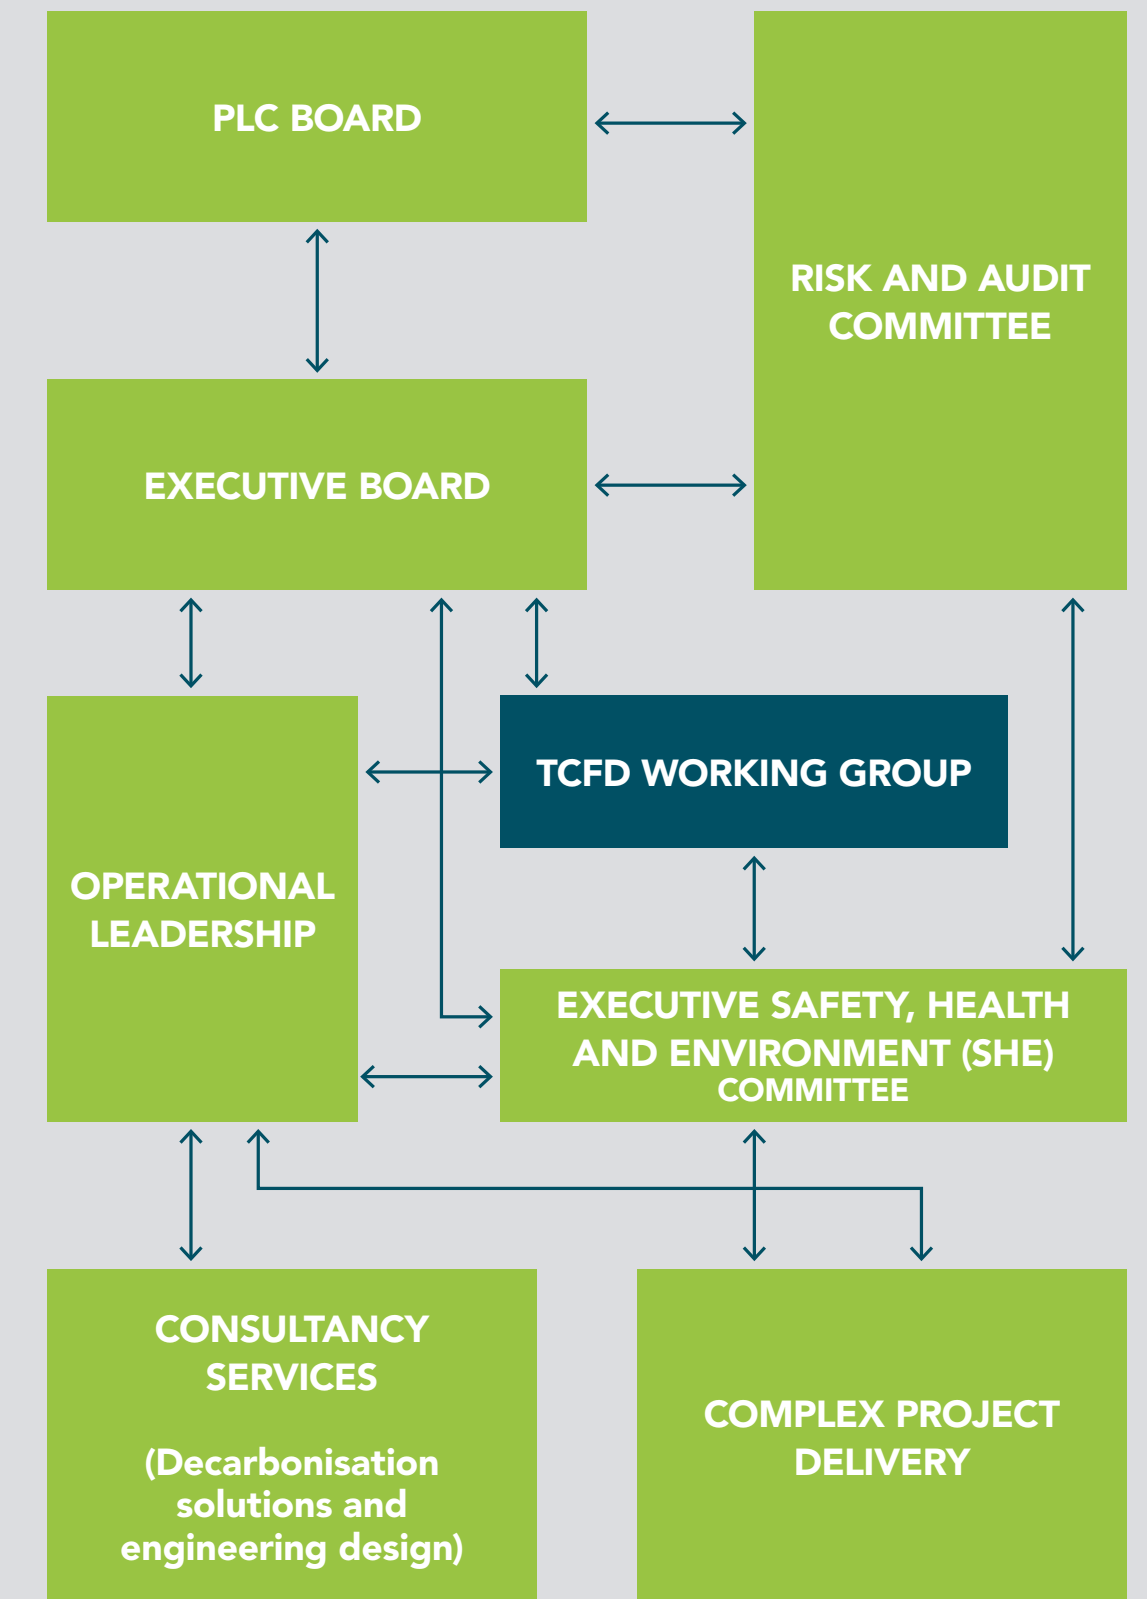 PLC BOARD
RISK AND AUDIT
COMMITTEE
EXECUTIVE BOARD
TCFD WORKING GROUP
OPERATIONAL
LEADERSHIP
EXECUTIVE SAFETY, HEALTH
AND ENVIRONMENT (SHE)
COMMITTEE
CONSULTANCY
SERVICES
(Decarbonisation
solutions and
engineering design)
COMPLEX PROJECT
DELIVERY